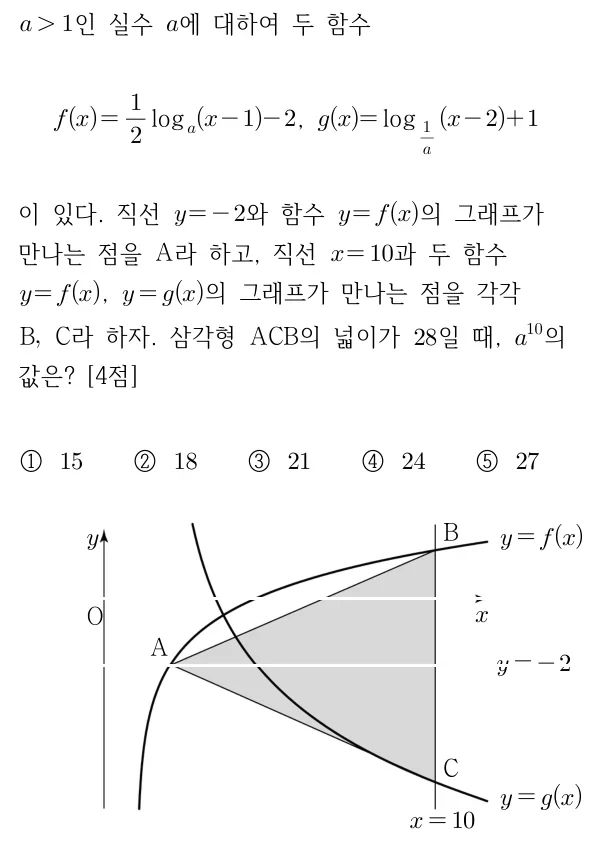 a>1인 실수 a에 대하여 두 함수
f(x)=\frac{1}{2}\log_{a}(x-1)-2, g(x)=\log_{\frac{1}{a}}(x-2)+1
이 있다. 직선 y=-2와 함수 y=f(x)의 그래프가
만나는 점을 A라 하고, 직선 x=10과 두 함수
y=f(x), y=g(x)의 그래프가 만나는 점을 각각
B, C라 하자. 삼각형 ACB의 넓이가 28일 때, a^{10}의
값은? [4점]
① 15 ② 18 ③ 21 ④ 24 ⑤ 27
y B y=f(x)
O x
A y=-2
C
y=g(x)
x=10